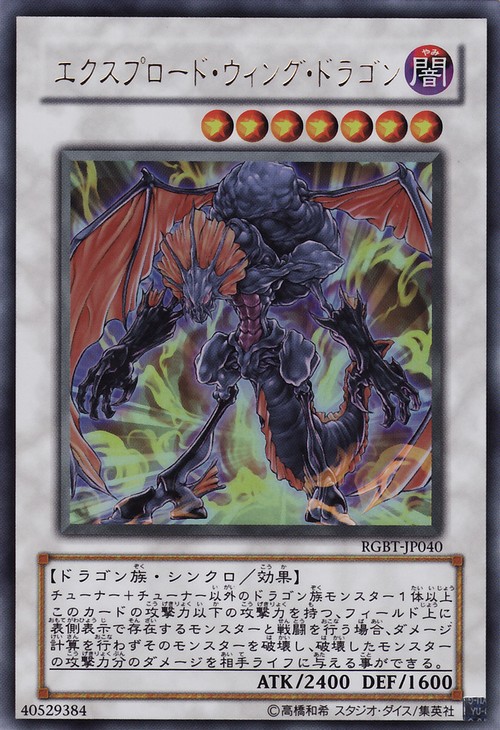 エクスプロード・ウィング・ドラゴン
やみ
闇
RGBT-JP040
【ドラゴン族・シンクロ/効果】
チューナー+チューナー以外のドラゴン族モンスター1体以上
このカードの攻撃力以下の攻撃力を持つ、フィールド上に
表側表示で存在するモンスターと戦闘を行う場合、ダメージ
計算を行わずそのモンスターを破壊し、破壊したモンスター
の攻撃力分のダメージを相手ライフに与える事ができる。
ATK/2400 DEF/1600
40529384
©高橋和希 スタジオ・ダイス/集英社